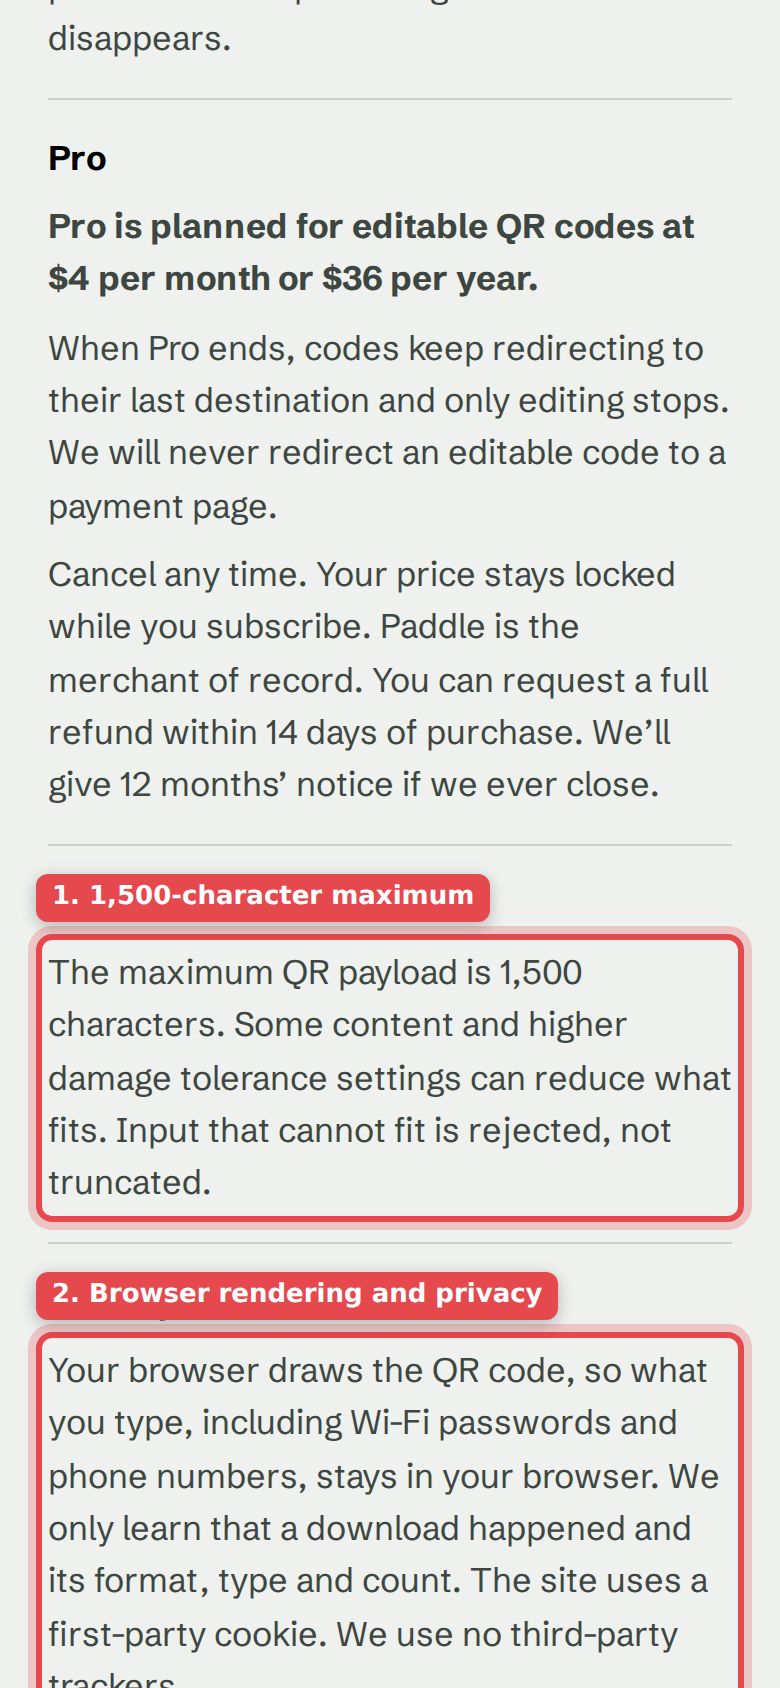 disappears.
Pro
Pro is planned for editable QR codes at
$4 per month or $36 per year.
When Pro ends, codes keep redirecting to
their last destination and only editing stops.
We will never redirect an editable code to a
payment page.
Cancel any time. Your price stays locked
while you subscribe. Paddle is the
merchant of record. You can request a full
refund within 14 days of purchase. We’ll
give 12 months’ notice if we ever close.
1. 1,500-character maximum
The maximum QR payload is 1,500
characters. Some content and higher
damage tolerance settings can reduce what
fits. Input that cannot fit is rejected, not
truncated.
2. Browser rendering and privacy
Your browser draws the QR code, so what
you type, including Wi-Fi passwords and
phone numbers, stays in your browser. We
only learn that a download happened and
its format, type and count. The site uses a
first-party cookie. We use no third-party
trackers.